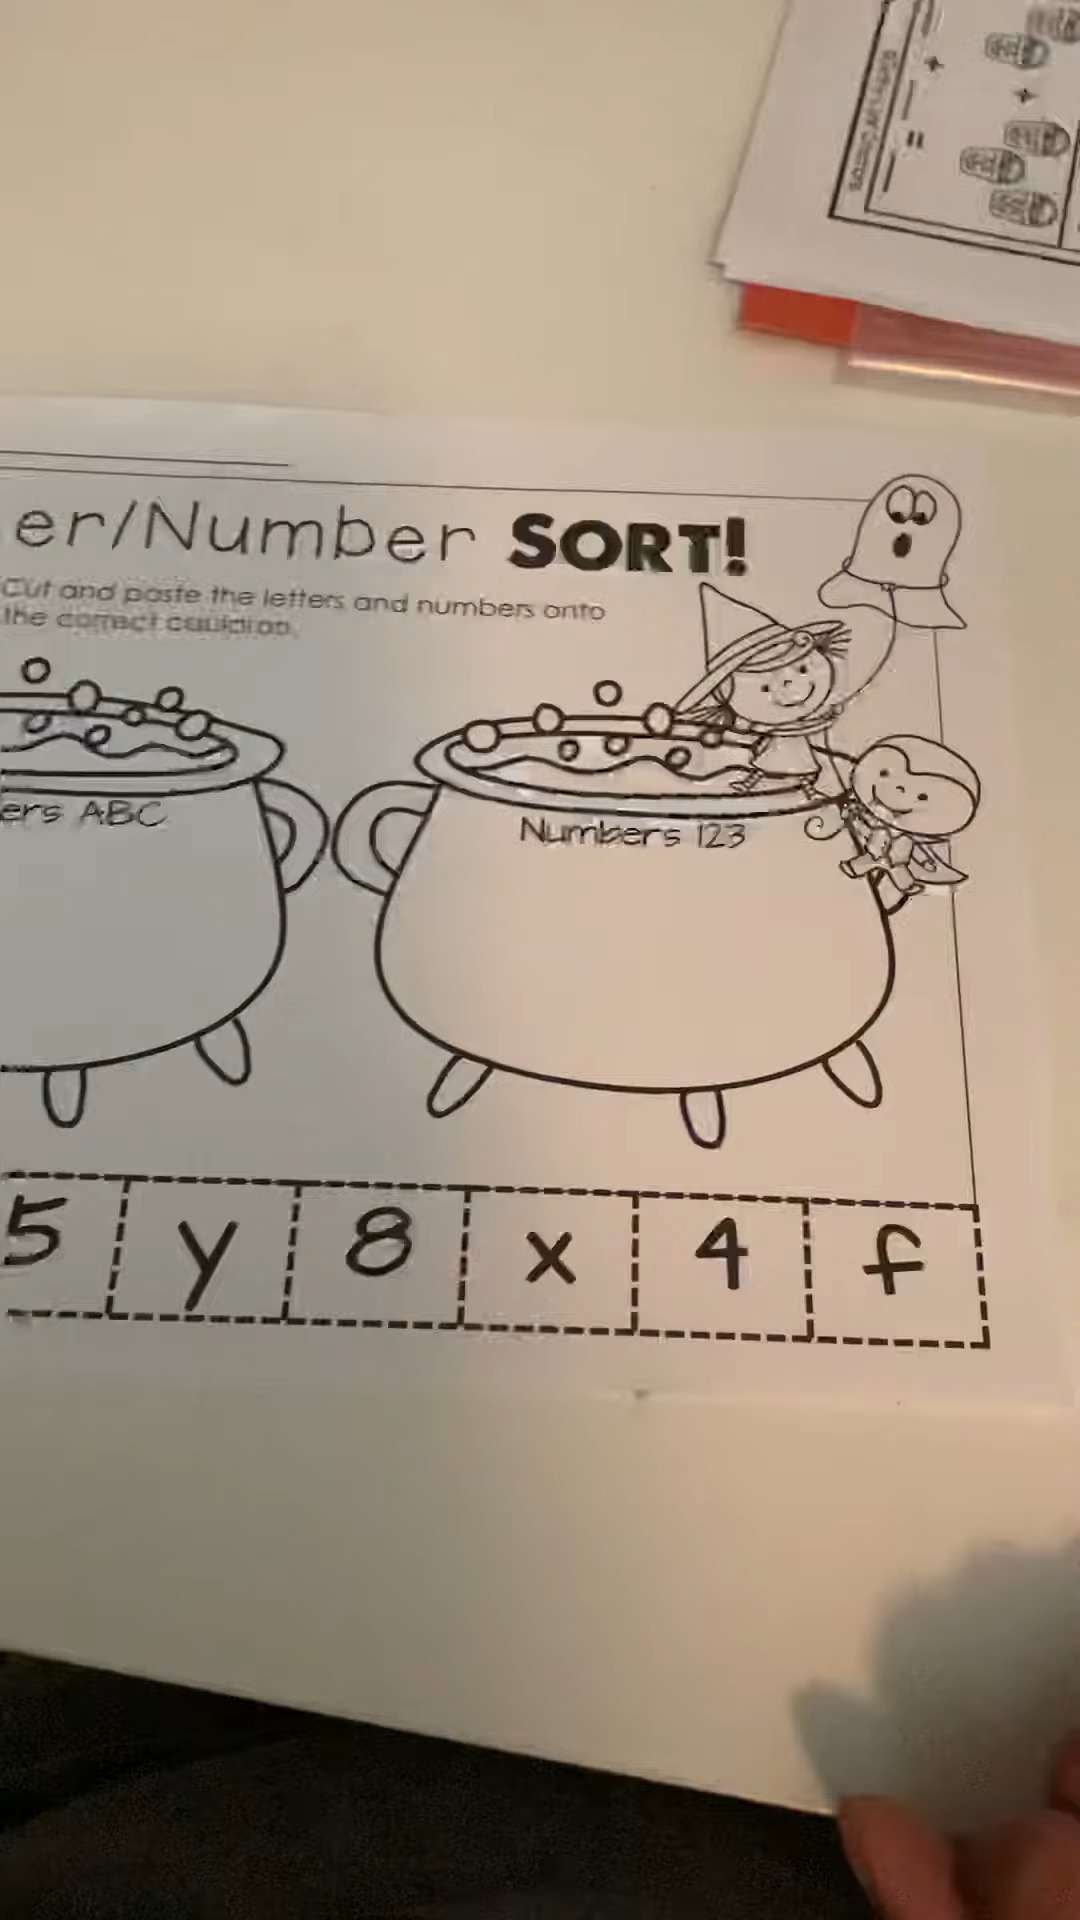 er/Number SORT!
Cut and paste the letters and numbers onto
the correct cauldron.
ers ABC
Numbers 123
5 y 8 x 4 f